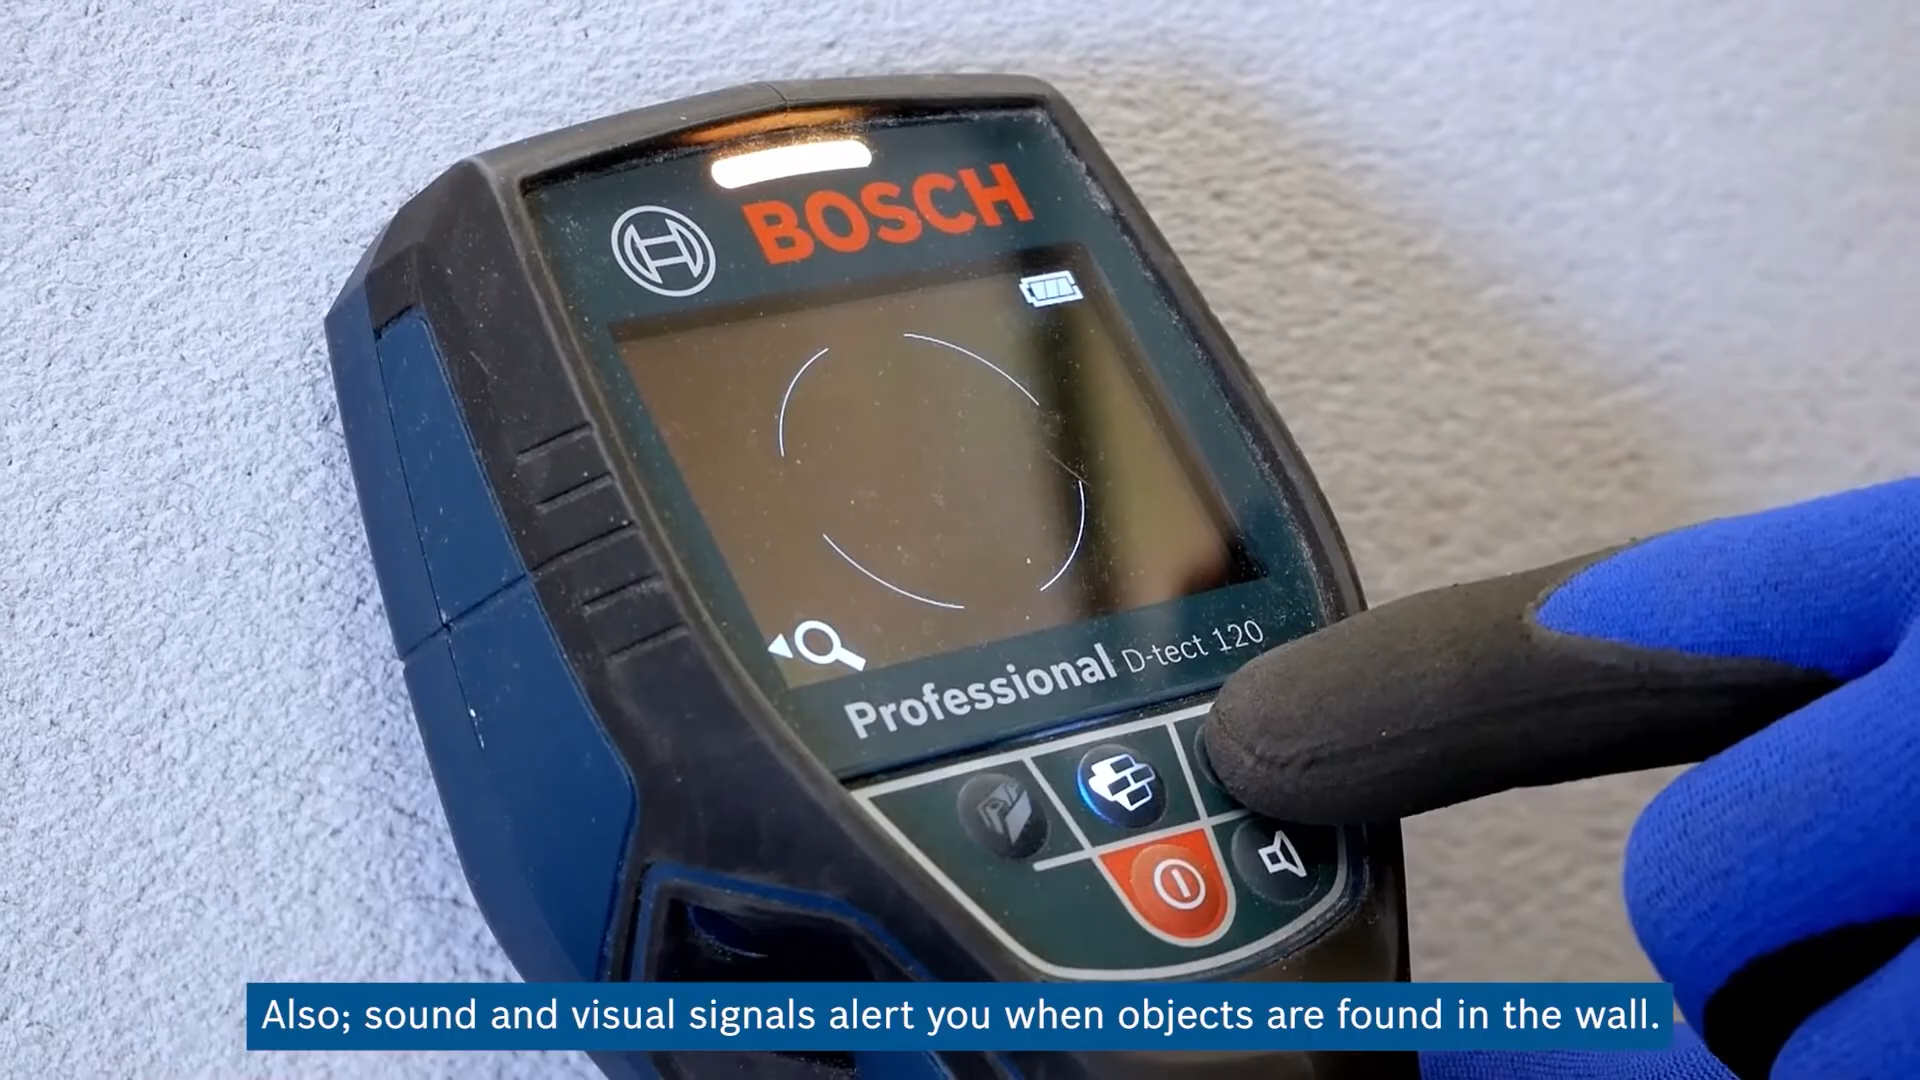 BOSCH
Professional D-tect 120
Also; sound and visual signals alert you when objects are found in the wall.